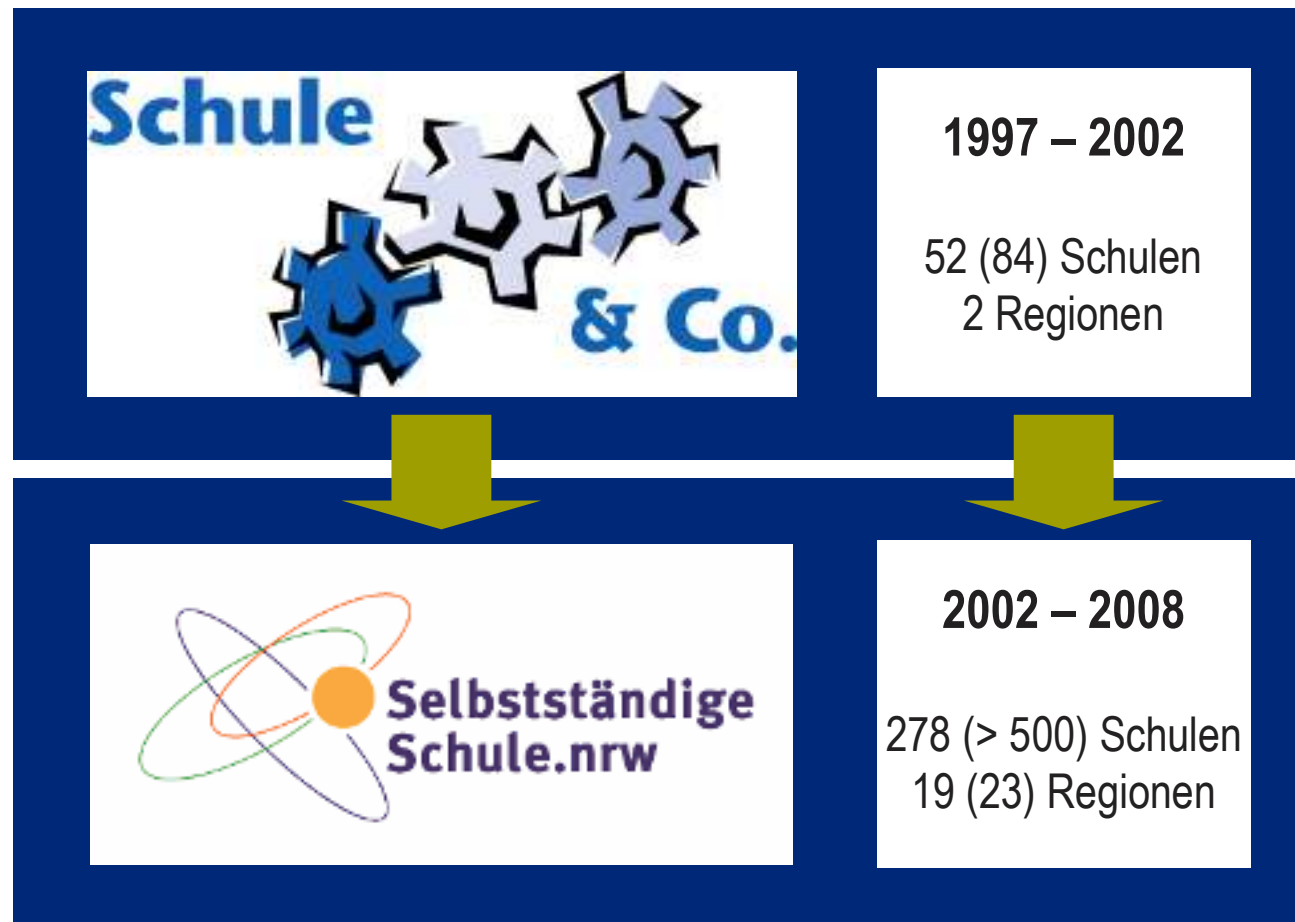 Schule
& Co.
1997 – 2002
52 (84) Schulen
2 Regionen
Selbstständige
Schule.nrw
2002 – 2008
278 (> 500) Schulen
19 (23) Regionen